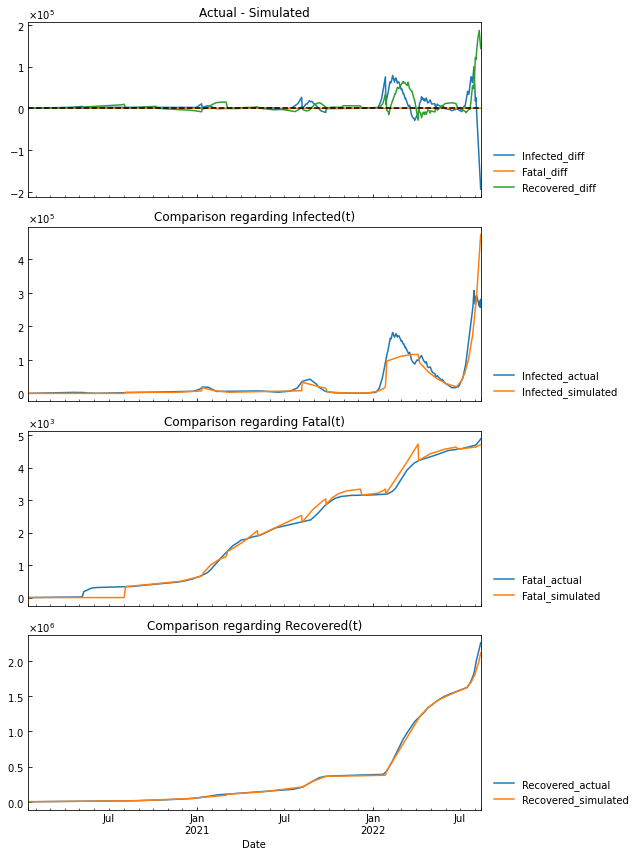 Actual - Simulated
×10⁵
2
1
0
−1
−2
Infected_diff
Fatal_diff
Recovered_diff
Comparison regarding Infected(t)
×10⁵
4
3
2
1
0
Infected_actual
Infected_simulated
Comparison regarding Fatal(t)
×10³
5
4
3
2
1
0
Fatal_actual
Fatal_simulated
Comparison regarding Recovered(t)
×10⁶
2.0
1.5
1.0
0.5
0.0
Recovered_actual
Recovered_simulated
Jul Jan Jul Jan Jul
2021 2022
Date